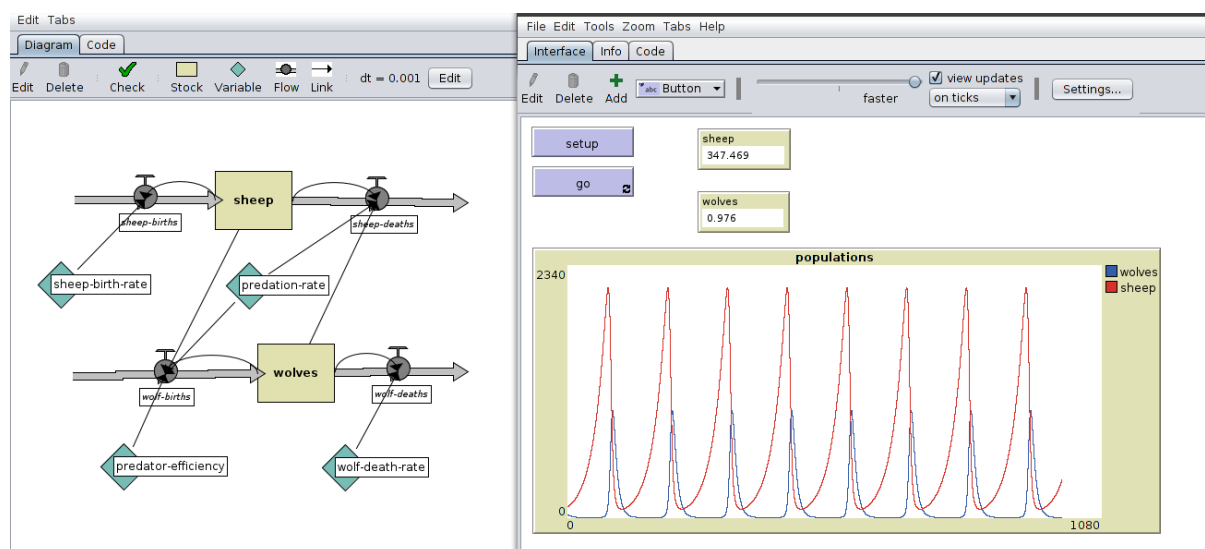 Edit Tabs
Diagram Code
Edit Delete Check Stock Variable Flow Link dt = 0.001 Edit
sheep
sheep-births
sheep-deaths
sheep-birth-rate
predation-rate
wolves
wolf-births
wolf-deaths
predator-efficiency
wolf-death-rate
File Edit Tools Zoom Tabs Help
Interface Info Code
Edit Delete Add abc Button faster view updates
on ticks
Settings...
setup
go
sheep
347.469
wolves
0.976
populations
2340
0
0
1080
wolves
sheep